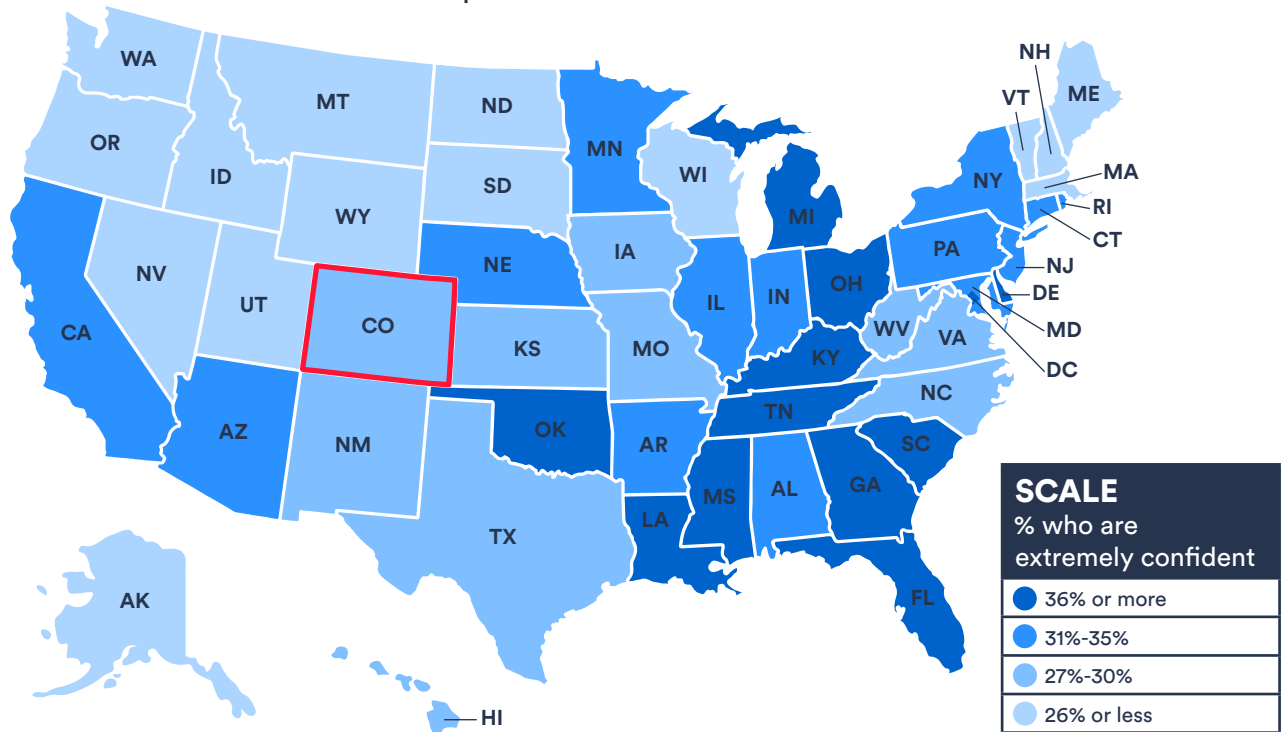 NH
WA
ME
MT
VT
ND
OR
MN
MA
ID
WI
NY
SD
RI
WY
MI
CT
PA
IA
NE
NJ
NV
OH
DE
UT
IL
IN
CO
WV
MD
CA
VA
KS
MO
KY
DC
NC
TN
AZ
OK
NM
AR
SC
MS
AL
GA
LA
TX
SCALE
% who are
extremely confident
AK
FL
36% or more
31%-35%
27%-30%
HI
26% or less